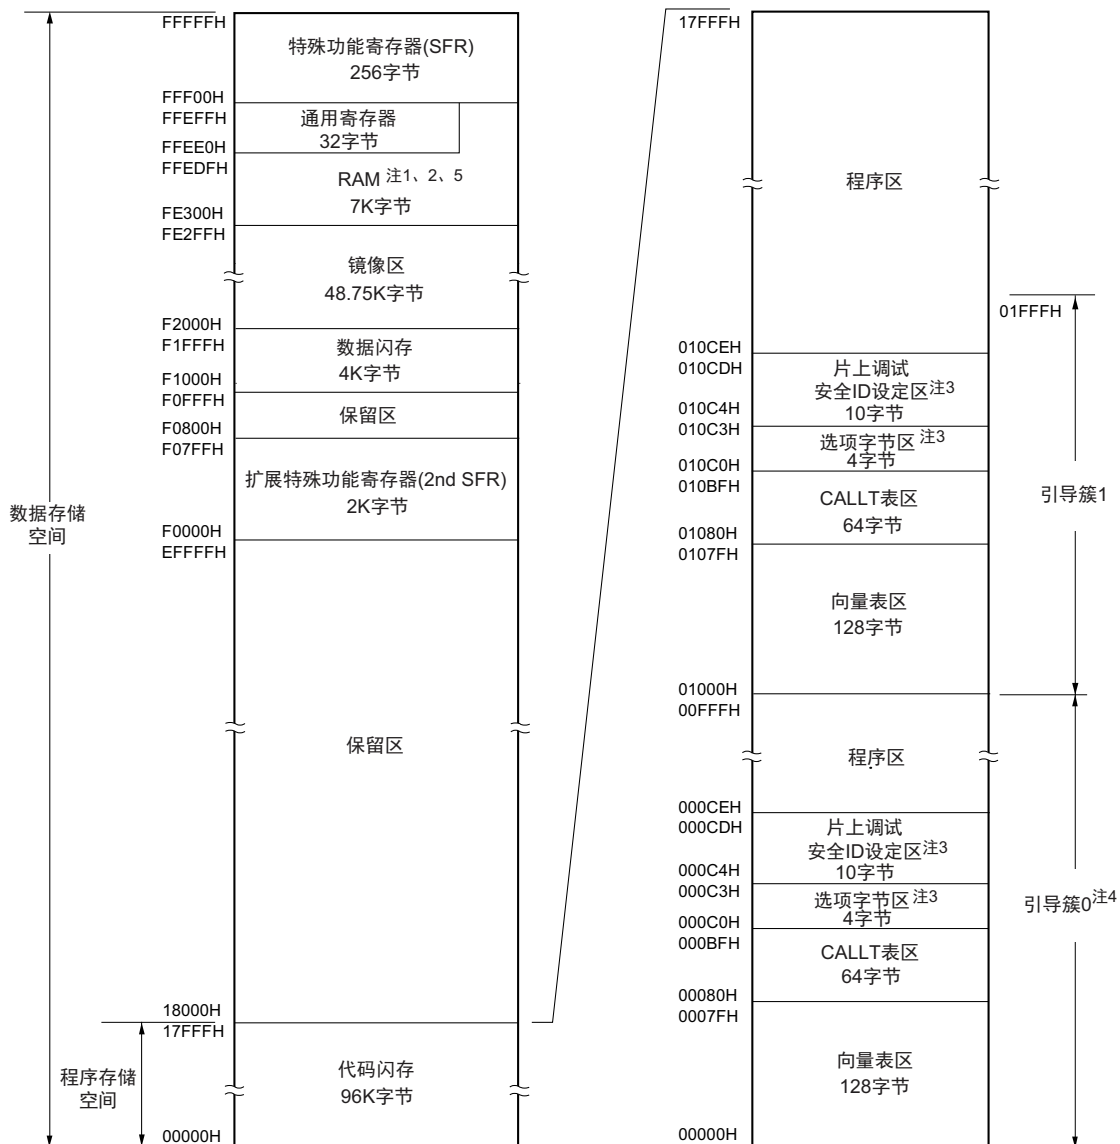 FFFFFH
特殊功能寄存器(SFR)
256字节
FFF00H
FFEFFH
通用寄存器
32字节
FFEE0H
FFEDFH
RAM 注1、2、5
7K字节
FE300H
FE2FFH
镜像区
48.75K字节
F2000H
F1FFFH
数据闪存
4K字节
F1000H
F0FFFH
保留区
F0800H
F07FFH
扩展特殊功能寄存器(2nd SFR)
2K字节
F0000H
EFFFFH
数据存储
空间
保留区
18000H
17FFFH
代码闪存
96K字节
程序存储
空间
00000H
17FFFH
程序区
01FFFH
010CEH
010CDH
片上调试
安全ID设定区注3
10字节
010C4H
010C3H
选项字节区 注3
4字节
010C0H
010BFH
CALLT表区
64字节
引导簇1
01080H
0107FH
向量表区
128字节
01000H
00FFFH
程序区
000CEH
000CDH
片上调试
安全ID设定区注3
10字节
000C4H
000C3H
选项字节区 注3
4字节
引导簇0注4
000C0H
000BFH
CALLT表区
64字节
00080H
0007FH
向量表区
128字节
00000H